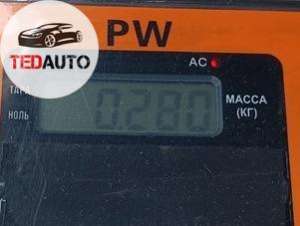 TEDAUTO
PW
AC
ТАРА
НОЛЬ
0.280
МАССА
(КГ)